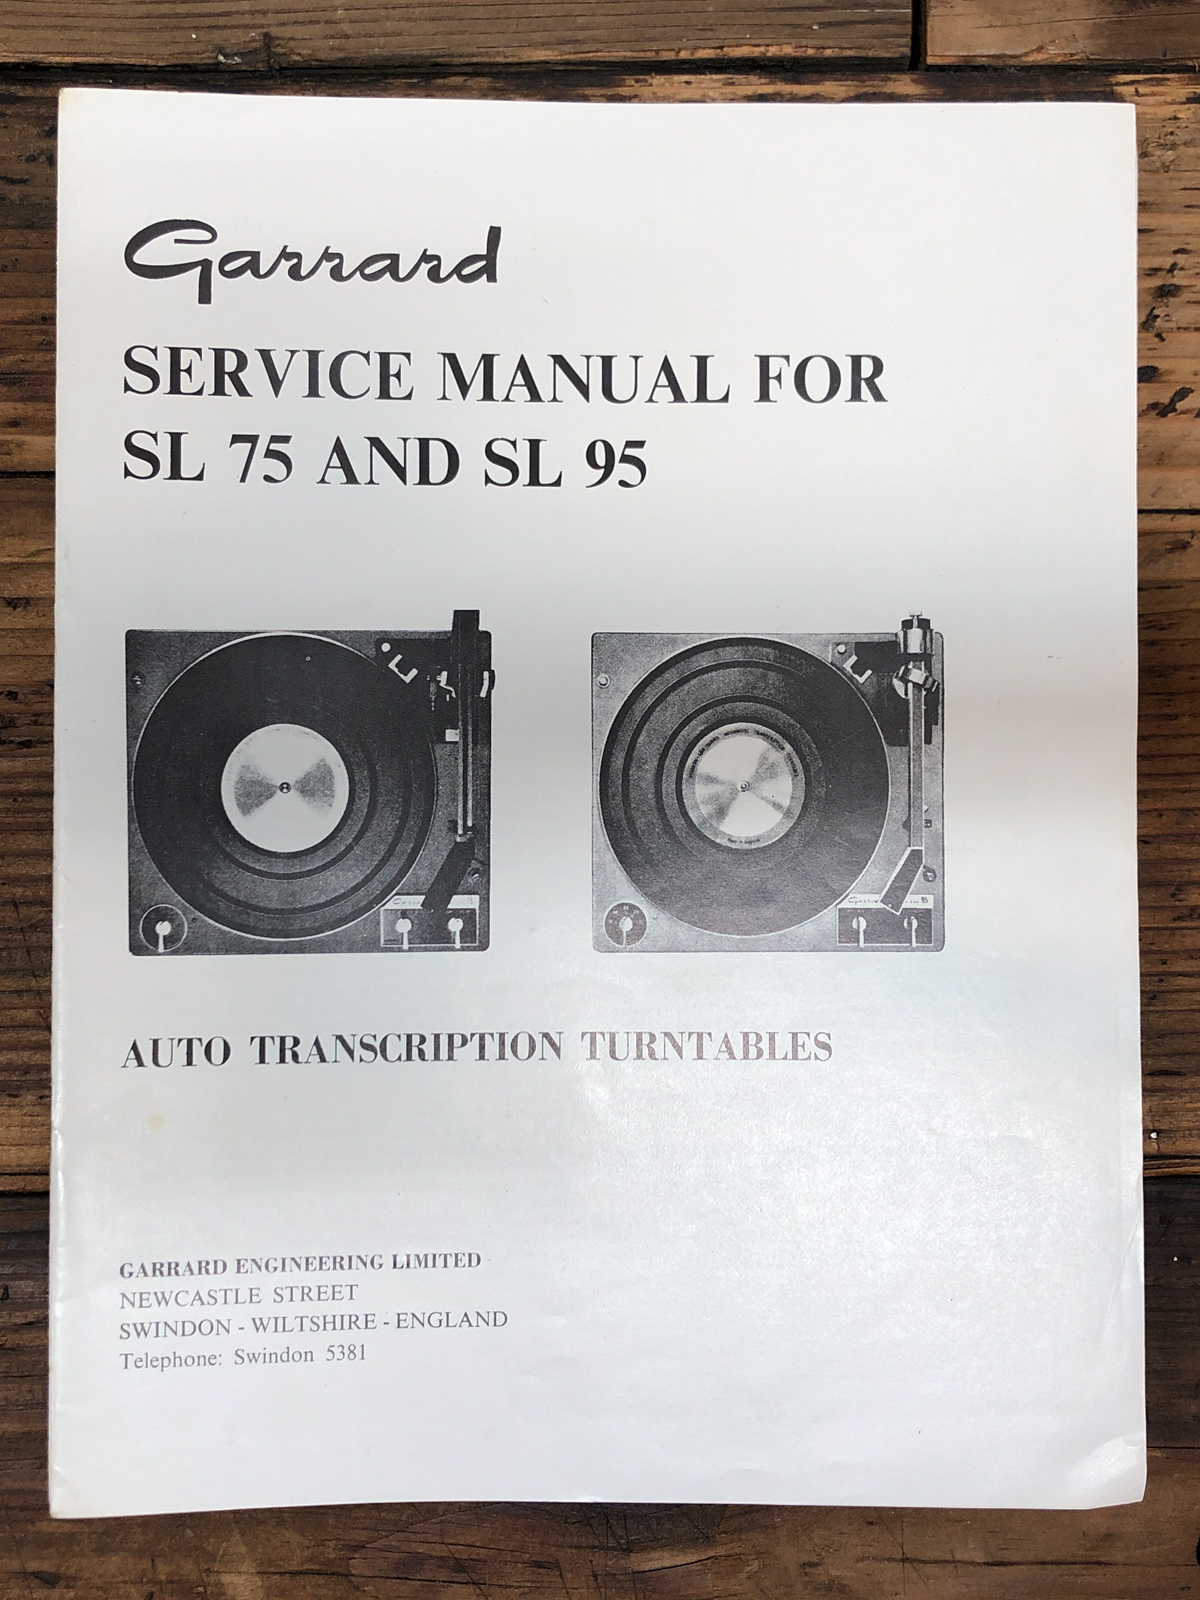 Garrard
SERVICE MANUAL FOR
SL 75 AND SL 95
AUTO TRANSCRIPTION TURNTABLES
GARRARD ENGINEERING LIMITED
NEWCASTLE STREET
SWINDON - WILTSHIRE - ENGLAND
Telephone: Swindon 5381